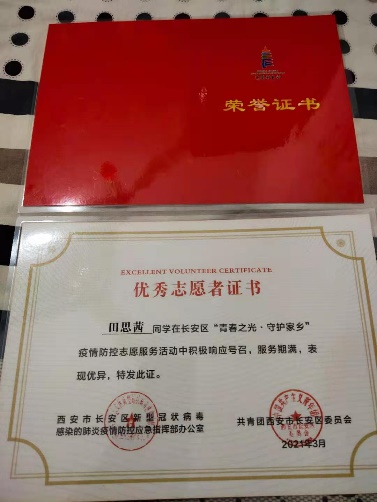 荣誉证书
EXCELLENT VOLUNTEER CERTIFICATE
优秀志愿者证书
田思茜 同学在长安区“青春之光·守护家乡”
疫情防控志愿服务活动中积极响应号召，服务期满，表
现优异，特发此证。
西安市长安区新型冠状病毒
感染的肺炎疫情防控应急指挥部办公室
共青团西安市长安区委员会
2021年3月